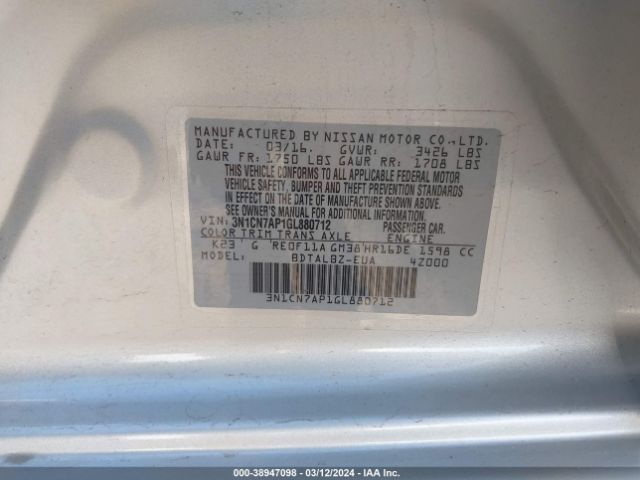 MANUFACTURED BY NISSAN MOTOR CO.,LTD.
DATE: 03/16. GVWR: 3426 LBS
GAWR FR: 1750 LBS GAWR RR: 1708 LBS
THIS VEHICLE CONFORMS TO ALL APPLICABLE FEDERAL MOTOR
VEHICLE SAFETY, BUMPER AND THEFT PREVENTION STANDARDS
IN EFFECT ON THE DATE OF MANUFACTURE SHOWN ABOVE.
SEE OWNER'S MANUAL FOR ADDITIONAL INFORMATION.
VIN: 3N1CN7AP1GL880712 PASSENGER CAR.
COLOR TRIM TRANS AXLE ENGINE
K23 G RE0F11A GM38 HR16DE 1598 CC
MODEL: BDTALBZ-EUA 4Z000
3N1CN7AP1GL880712
000-38947098 - 03/12/2024 - IAA Inc.